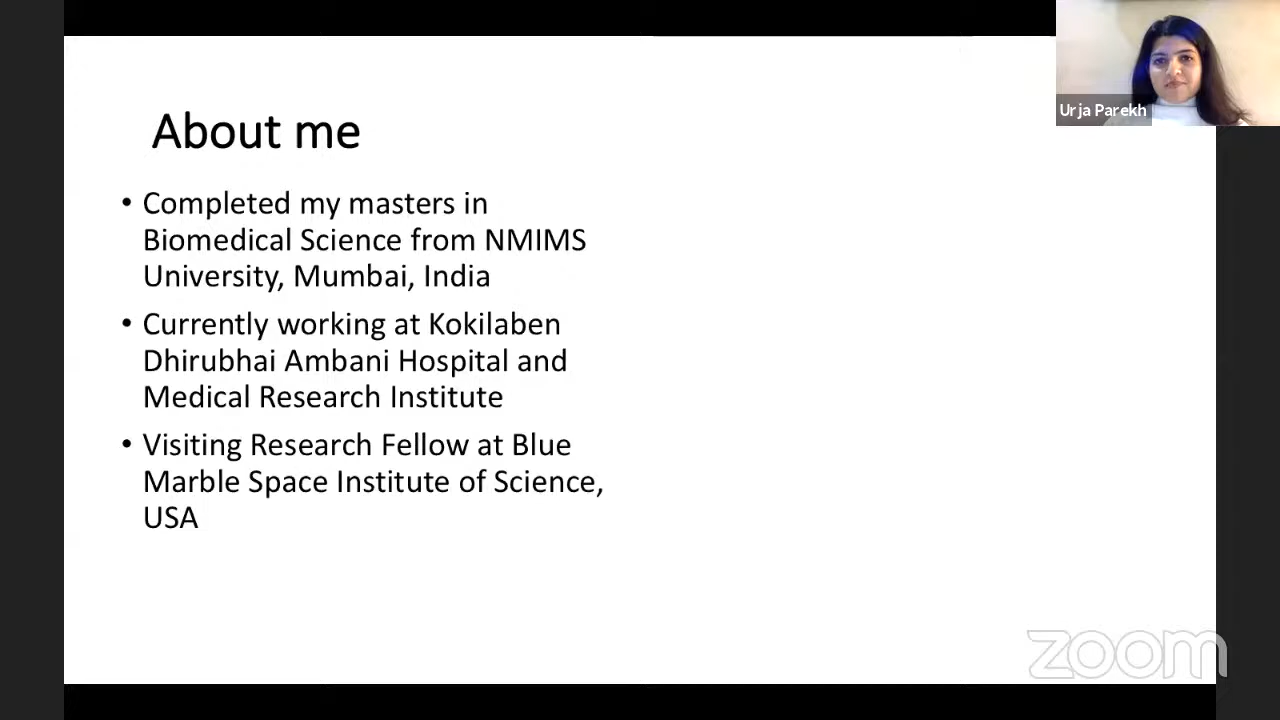 Urja Parekh
About me
• Completed my masters in
Biomedical Science from NMIMS
University, Mumbai, India
• Currently working at Kokilaben
Dhirubhai Ambani Hospital and
Medical Research Institute
• Visiting Research Fellow at Blue
Marble Space Institute of Science,
USA
zoom